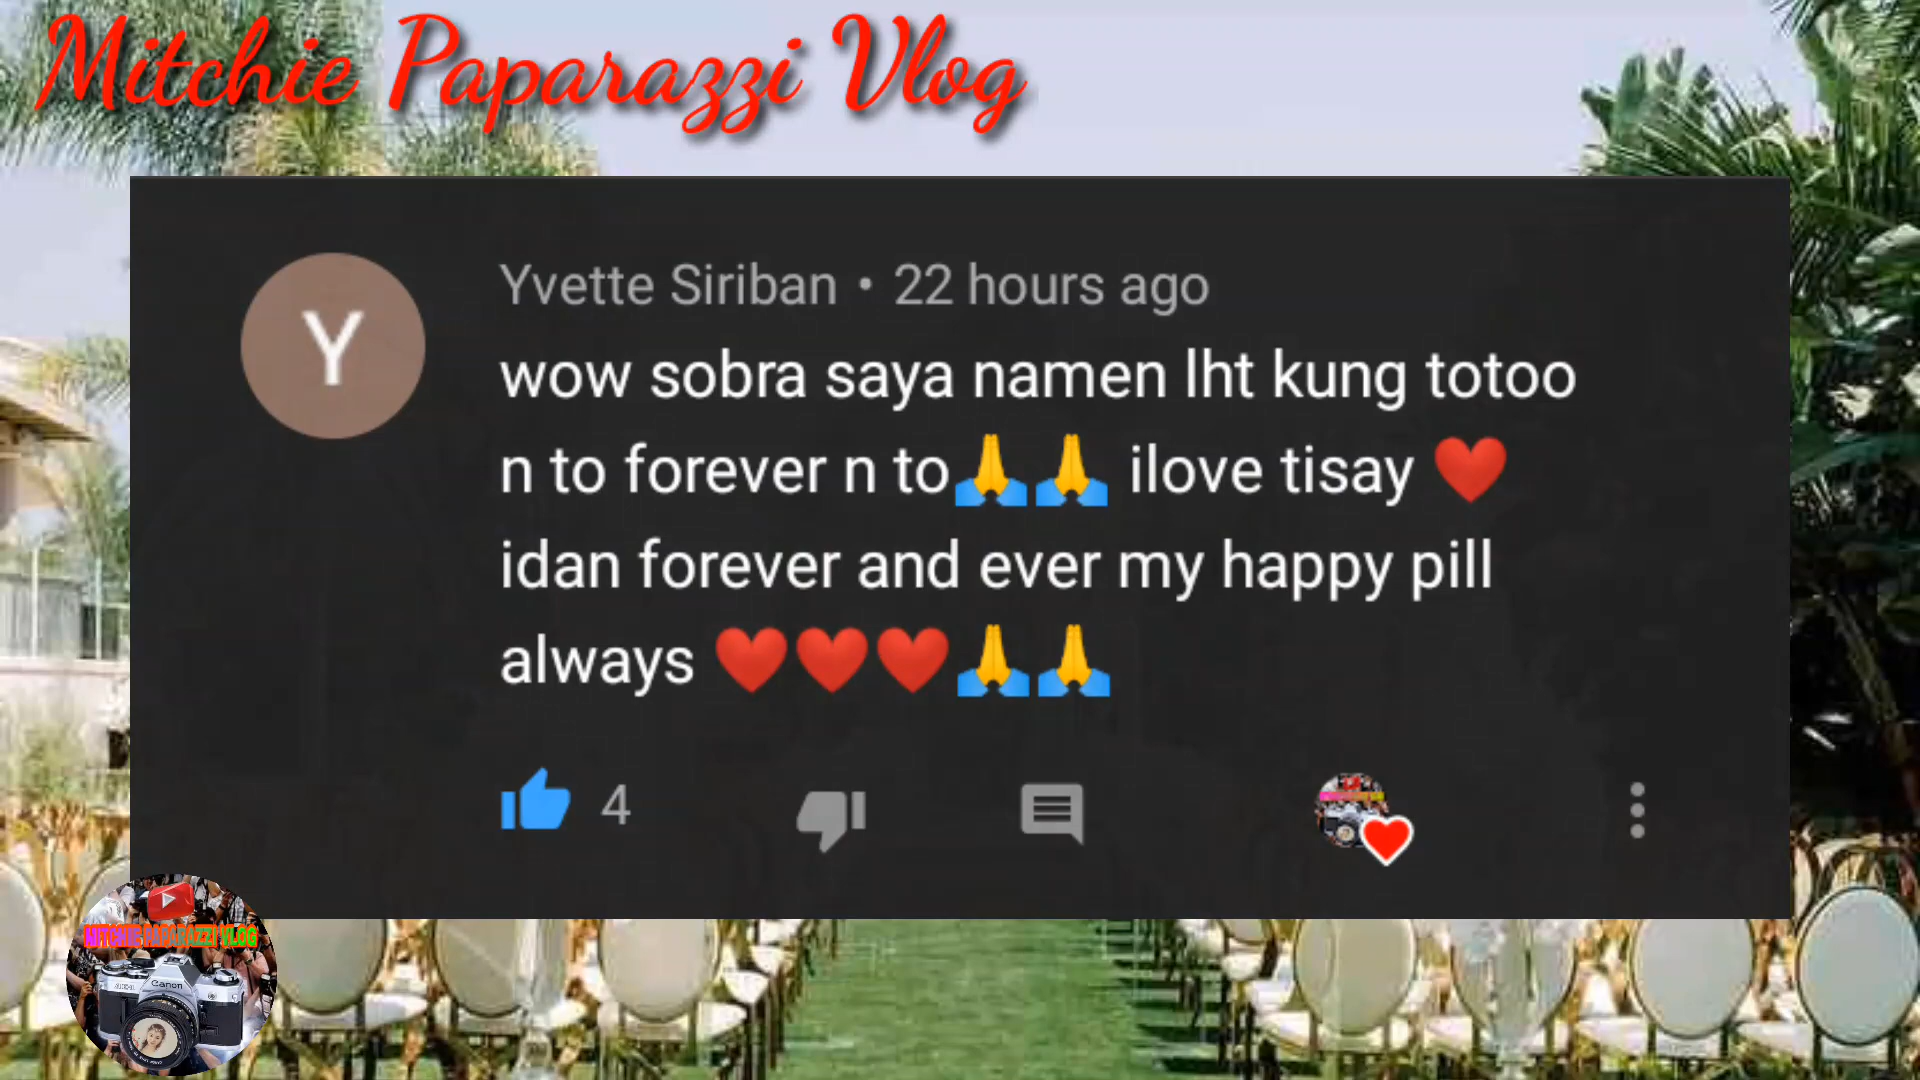 Mitchie Paparazzi Vlog
Y
Yvette Siriban • 22 hours ago
wow sobra saya namen lht kung totoo
n to forever n to🙏🙏 ilove tisay ❤️
idan forever and ever my happy pill
always ❤️❤️❤️🙏🙏
4
MITCHIE PAPARAZZI VLOG
Canon